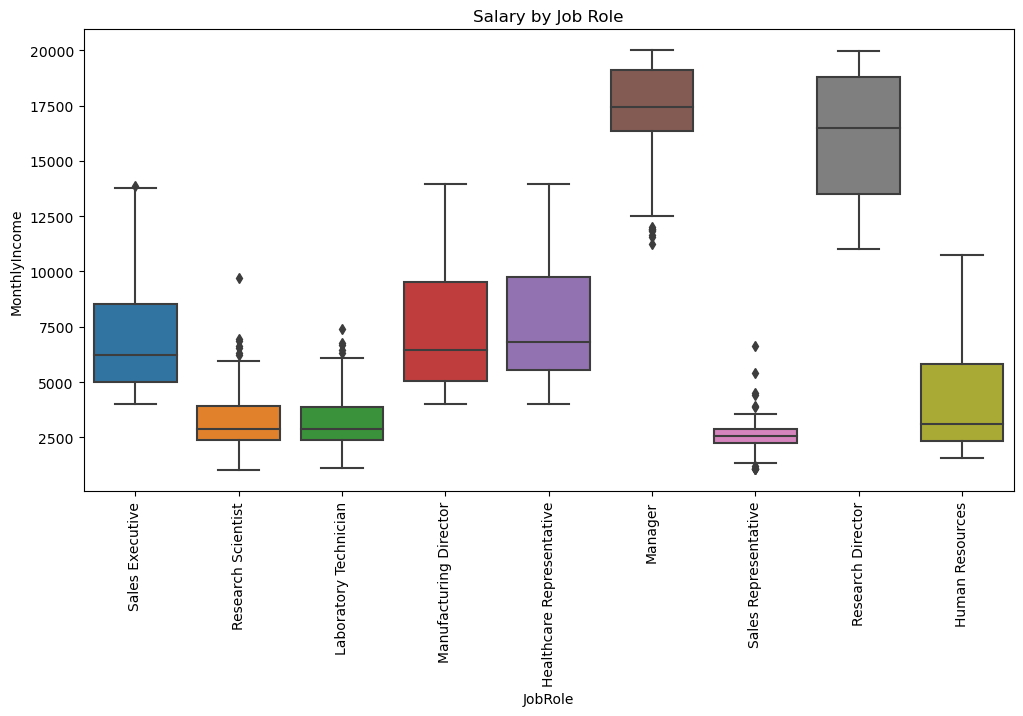 Salary by Job Role
MonthlyIncome
20000
17500
15000
12500
10000
7500
5000
2500
Sales Executive
Research Scientist
Laboratory Technician
Manufacturing Director
Healthcare Representative
Manager
Sales Representative
Research Director
Human Resources
JobRole